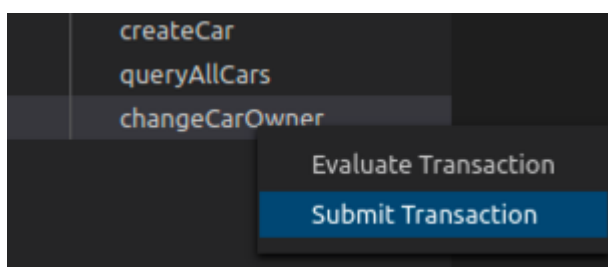 createCar
queryAllCars
changeCarOwner
Evaluate Transaction
Submit Transaction